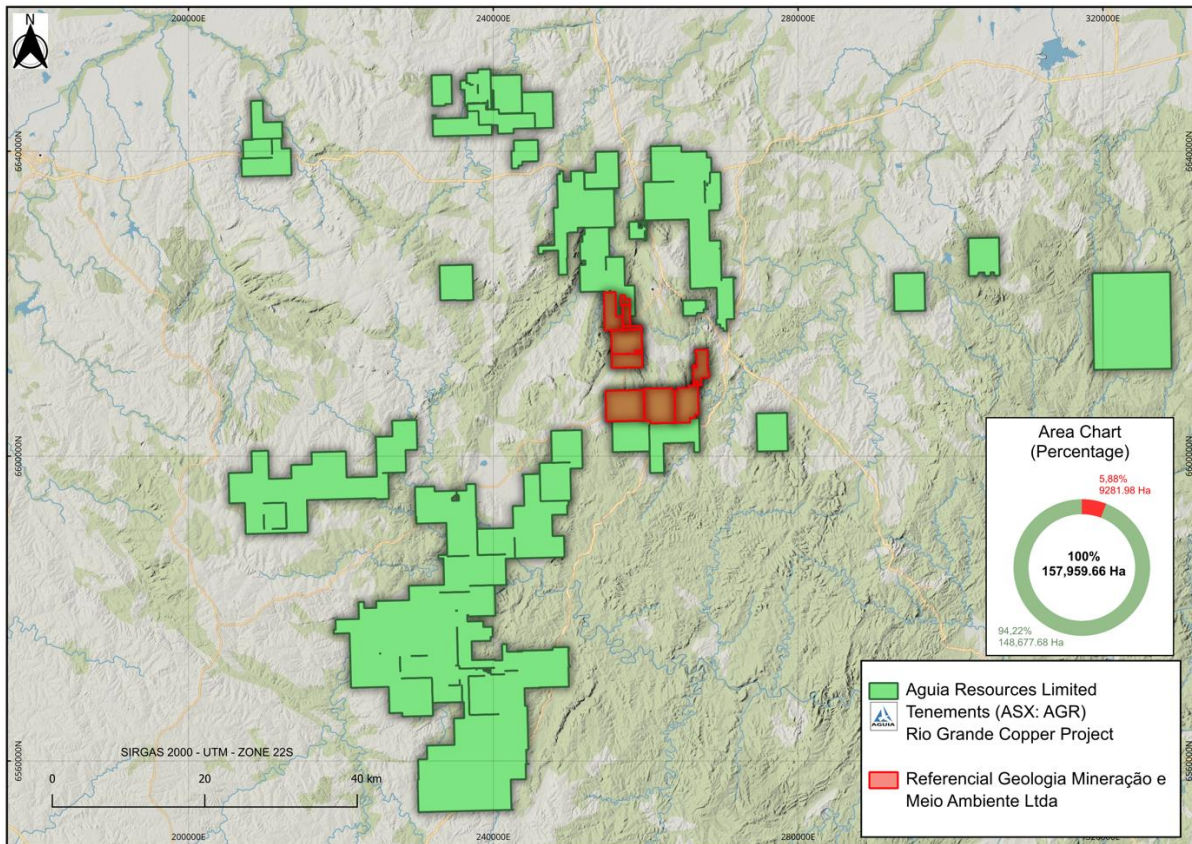 N
200000E
240000E
280000E
320000E
6640000N
6640000N
6600000N
6600000N
Area Chart
(Percentage)
5,88%
9281.98 Ha
100%
157,959.66 Ha
94,22%
148,677.68 Ha
Aguia Resources Limited
AGUIA
Tenements (ASX: AGR)
Rio Grande Copper Project
Referencial Geologia Mineração e
Meio Ambiente Ltda
SIRGAS 2000 - UTM - ZONE 22S
0 20 40 km
6560000N
6560000N
200000E
240000E
280000E
320000E